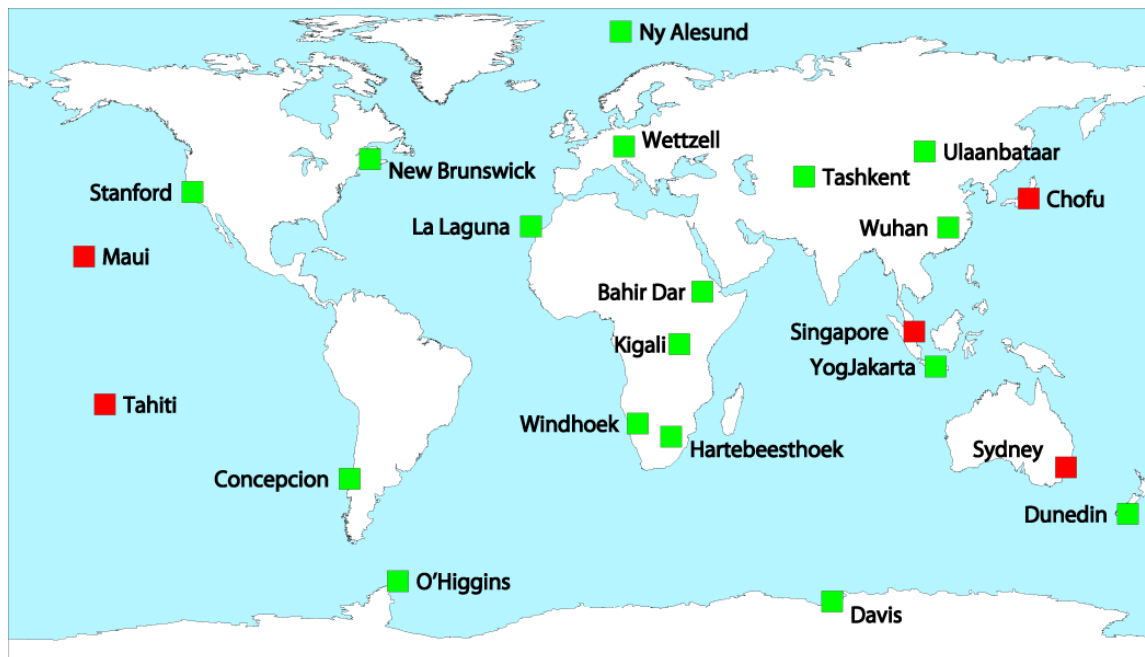 Ny Alesund
Wettzell
Ulaanbataar
New Brunswick
Tashkent
Stanford
Chofu
La Laguna
Wuhan
Maui
Bahir Dar
Singapore
Kigali
YogJakarta
Tahiti
Windhoek
Hartebeesthoek
Sydney
Concepcion
Dunedin
O'Higgins
Davis